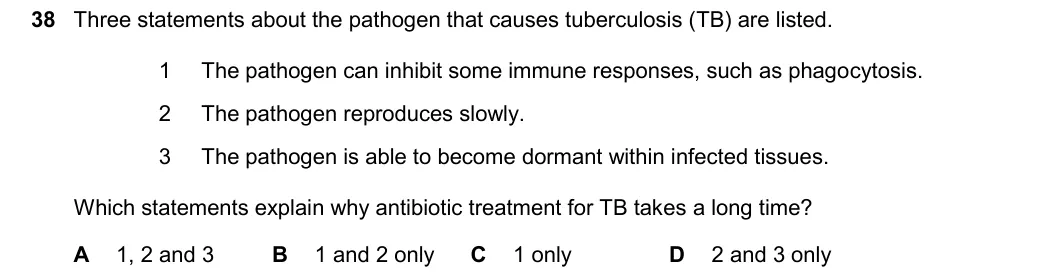 38 Three statements about the pathogen that causes tuberculosis (TB) are listed.
1 The pathogen can inhibit some immune responses, such as phagocytosis.
2 The pathogen reproduces slowly.
3 The pathogen is able to become dormant within infected tissues.
Which statements explain why antibiotic treatment for TB takes a long time?
A 1, 2 and 3 B 1 and 2 only C 1 only D 2 and 3 only